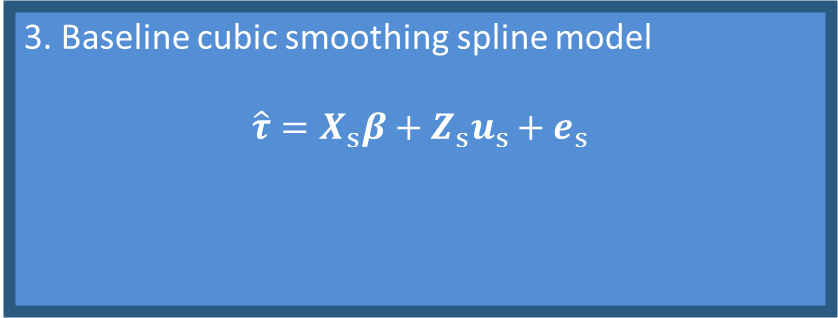 3. Baseline cubic smoothing spline model
τ̂ = Xₛβ + Zₛuₛ + eₛ